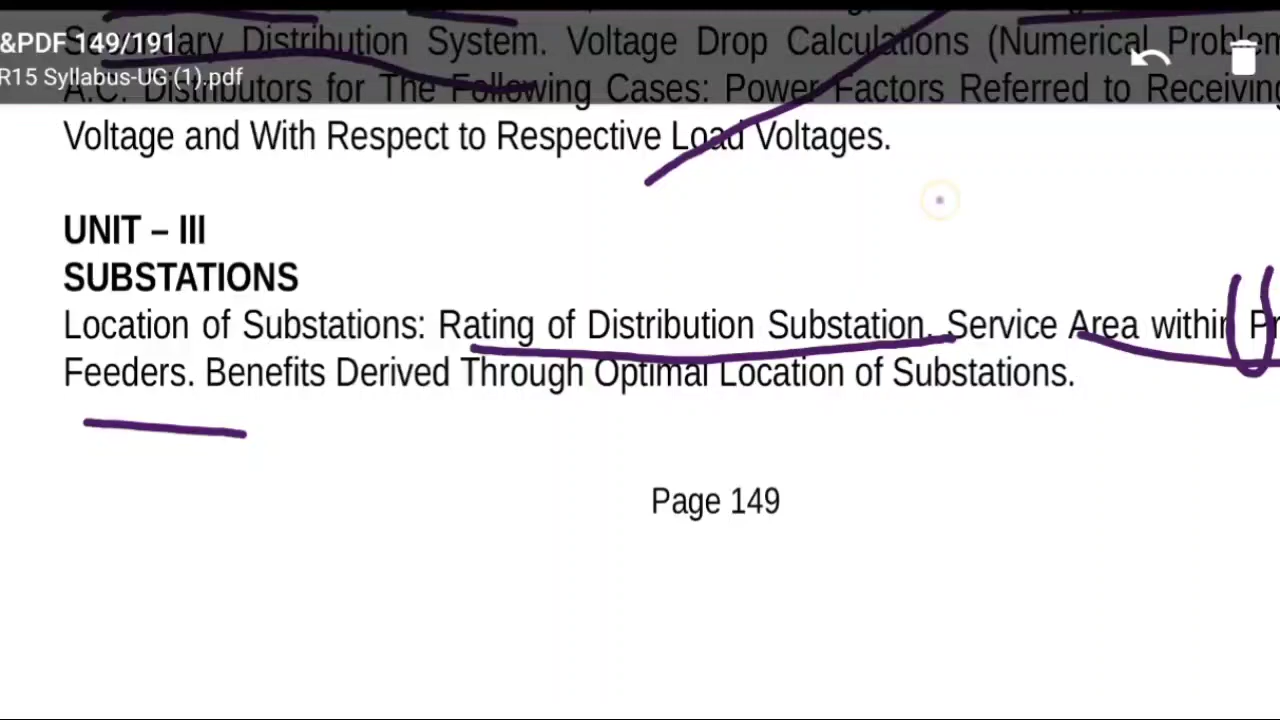 &PDF 149/191
R15 Syllabus-UG (1).pdf
Secondary Distribution System. Voltage Drop Calculations (Numerical
A.C. Distributors for The Following Cases: Power Factors Referred to Receiving
Voltage and With Respect to Respective Load Voltages.
UNIT – III
SUBSTATIONS
Location of Substations: Rating of Distribution Substation. Service Area within
Feeders. Benefits Derived Through Optimal Location of Substations.
Page 149